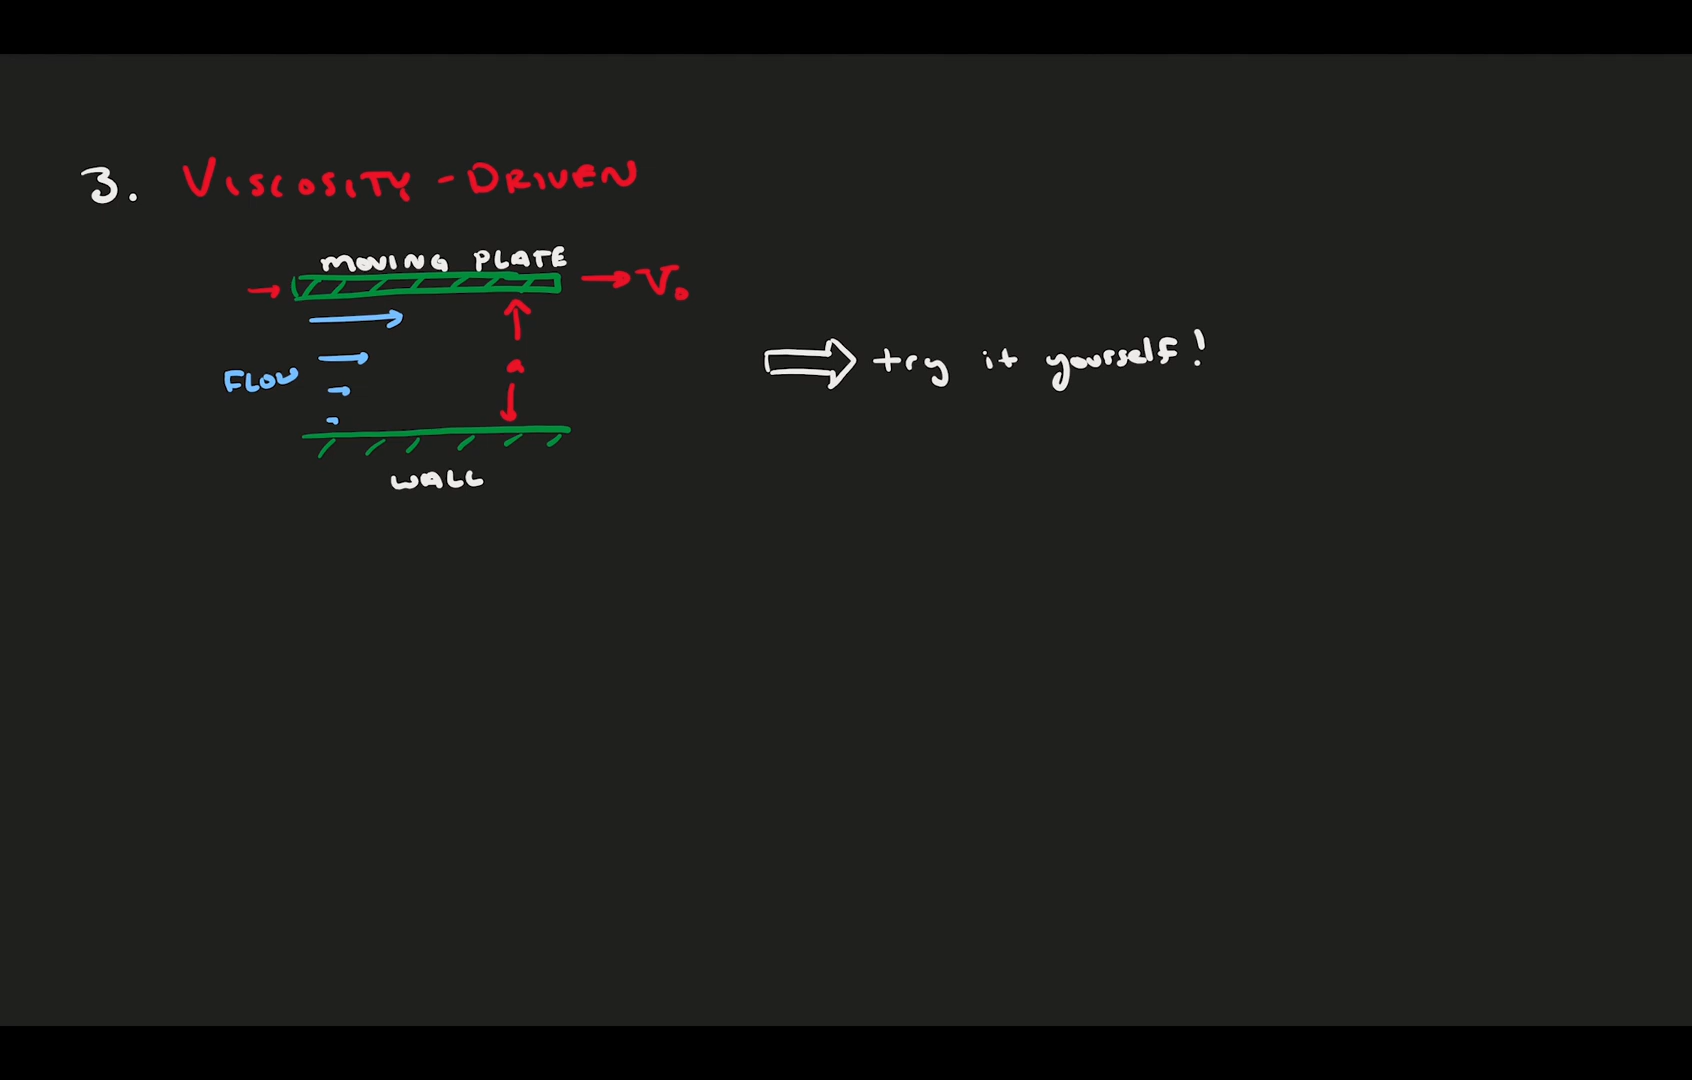 3. VISCOSITY-DRIVEN
MOVING PLATE
V₀
a
FLOW
try it yourself!
WALL